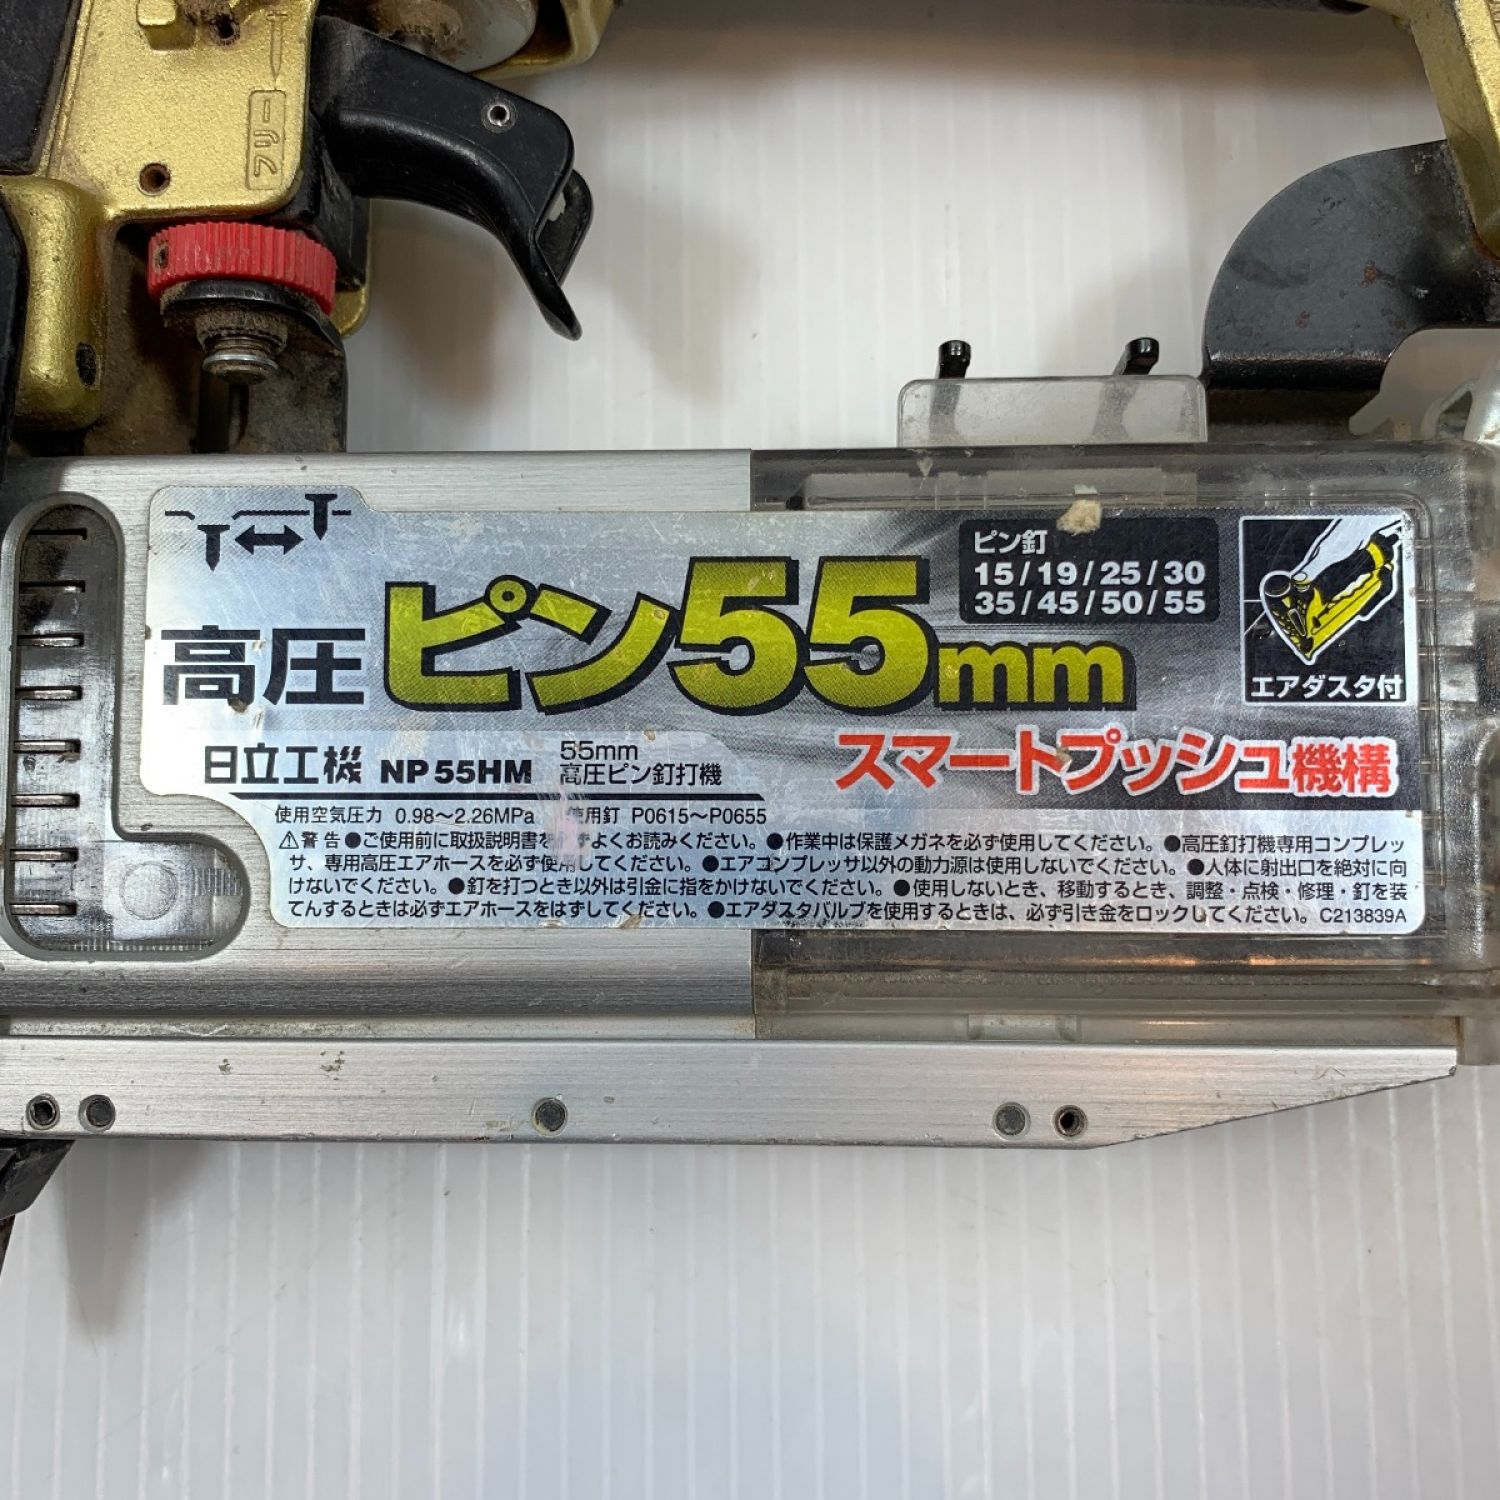 フリー
ピン釘
15/19/25/30
35/45/50/55
高圧 ピン55mm
エアダスタ付
スマートプッシュ機構
日立工機 NP 55HM 55mm
高圧ピン釘打機
使用空気圧力 0.98〜2.26MPa 使用釘 P0615〜P0655
⚠警告 ●ご使用前に取扱説明書を必ずよくお読みください。●作業中は保護メガネを必ず使用してください。●高圧釘打機専用コンプレッ
サ、専用高圧エアホースを必ず使用してください。●エアコンプレッサ以外の動力源は使用しないでください。●人体に射出口を絶対に向
けないでください。●釘を打つとき以外は引金に指をかけないでください。●使用しないとき、移動するとき、調整・点検・修理・釘を装
てんするときは必ずエアホースをはずしてください。●エアダスタバルブを使用するときは、必ず引き金をロックしてください。C213839A